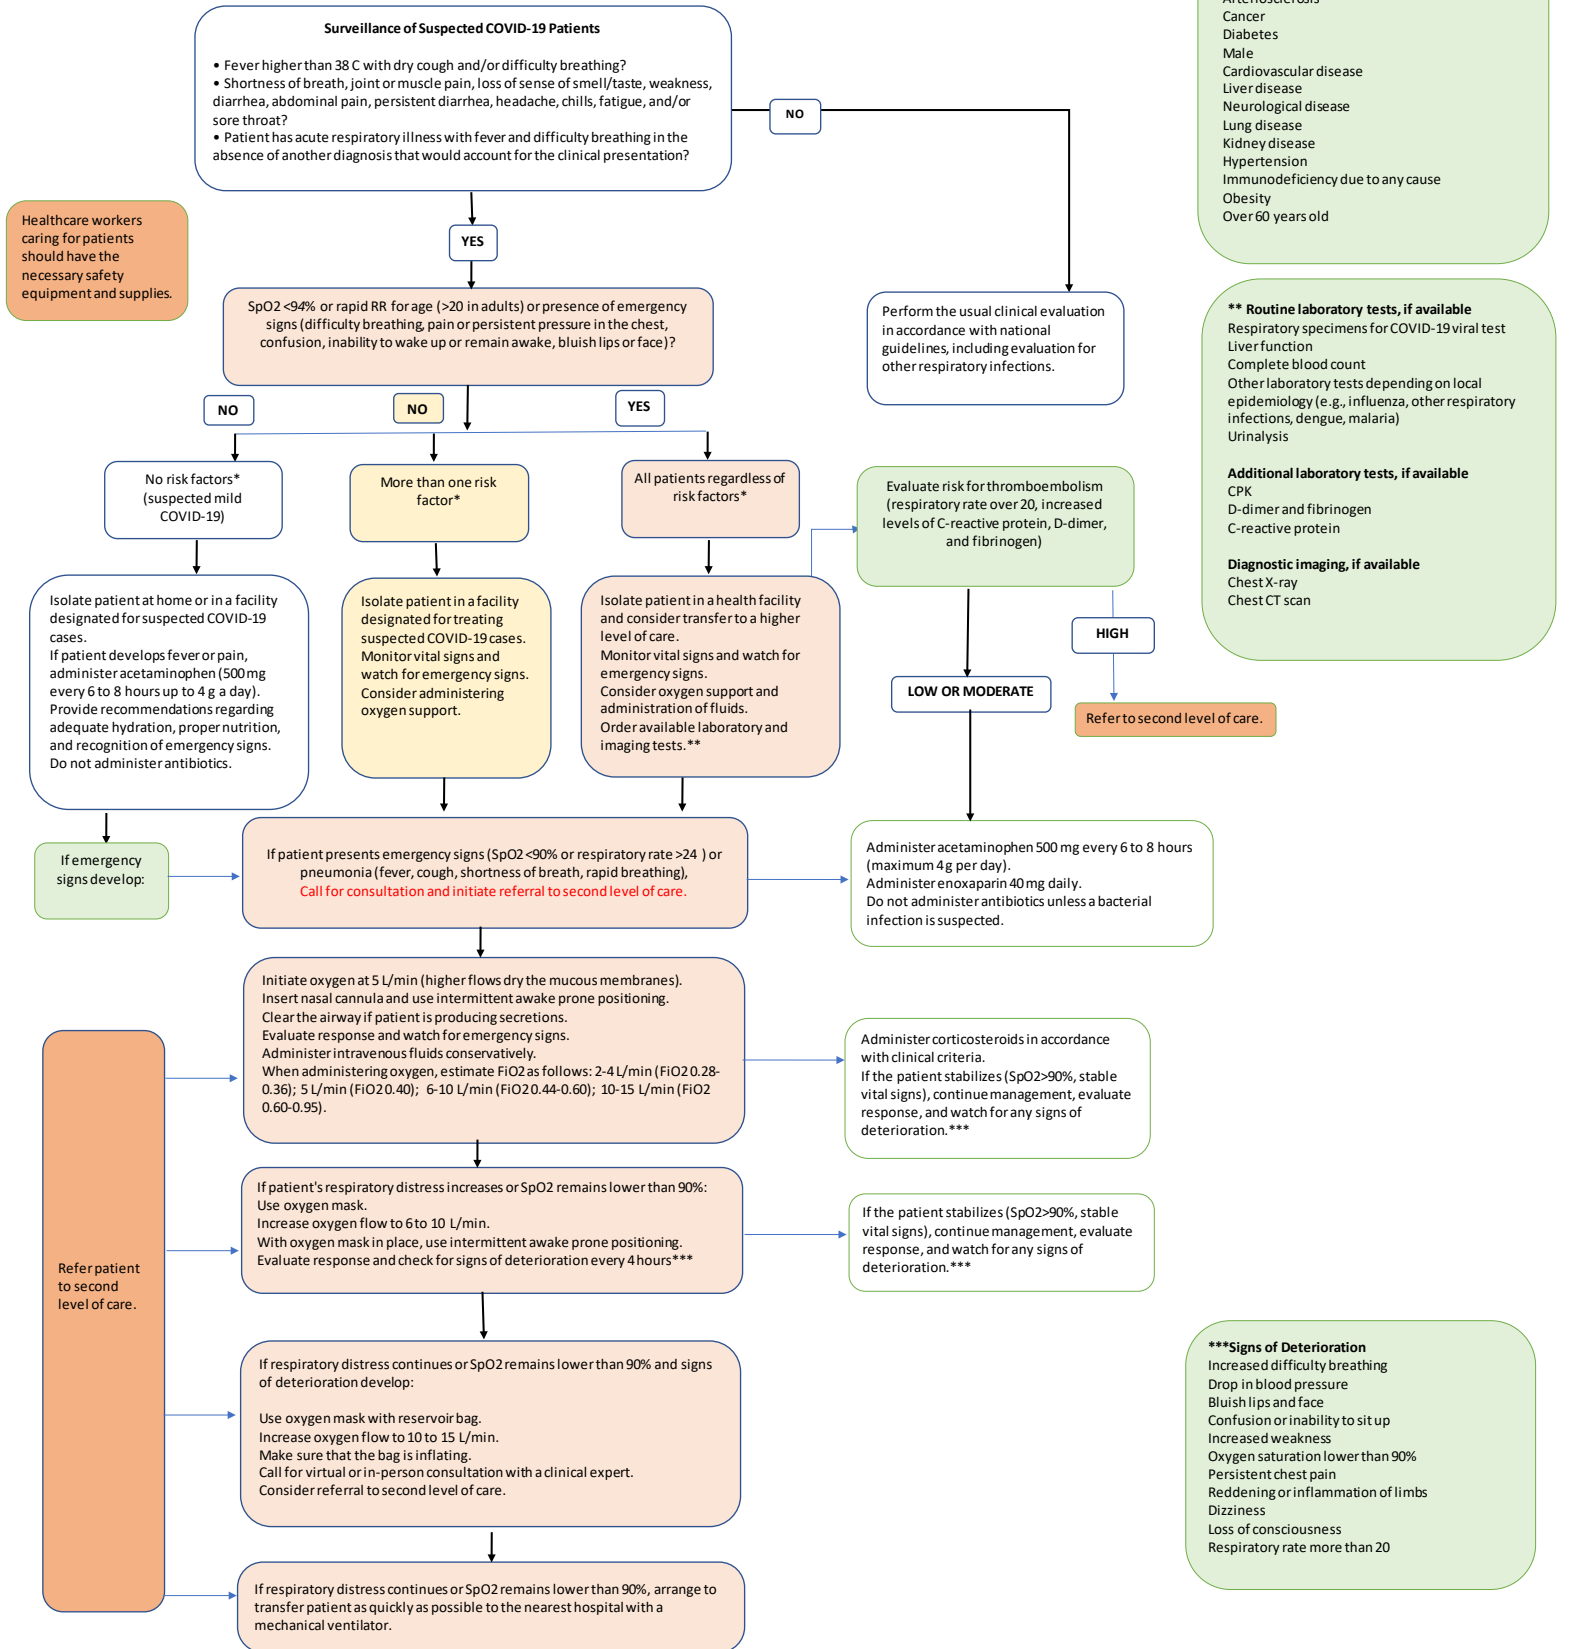 Surveillance of Suspected COVID-19 Patients
• Fever higher than 38 C with dry cough and/or difficulty breathing?
• Shortness of breath, joint or muscle pain, loss of sense of smell/taste, weakness,
diarrhea, abdominal pain, persistent diarrhea, headache, chills, fatigue, and/or
sore throat?
• Patient has acute respiratory illness with fever and difficulty breathing in the
absence of another diagnosis that would account for the clinical presentation?
NO
Cancer
Diabetes
Male
Cardiovascular disease
Liver disease
Neurological disease
Lung disease
Kidney disease
Hypertension
Immunodeficiency due to any cause
Obesity
Over 60 years old
Healthcare workers
caring for patients
should have the
necessary safety
equipment and supplies.
YES
SpO2 <94% or rapid RR for age (>20 in adults) or presence of emergency
signs (difficulty breathing, pain or persistent pressure in the chest,
confusion, inability to wake up or remain awake, bluish lips or face)?
Perform the usual clinical evaluation
in accordance with national
guidelines, including evaluation for
other respiratory infections.
** Routine laboratory tests, if available
Respiratory specimens for COVID-19 viral test
Liver function
Complete blood count
Other laboratory tests depending on local
epidemiology (e.g., influenza, other respiratory
infections, dengue, malaria)
Urinalysis
Additional laboratory tests, if available
CPK
D-dimer and fibrinogen
C-reactive protein
Diagnostic imaging, if available
Chest X-ray
Chest CT scan
NO
NO
YES
No risk factors*
(suspected mild
COVID-19)
More than one risk
factor*
All patients regardless of
risk factors*
Evaluate risk for thromboembolism
(respiratory rate over 20, increased
levels of C-reactive protein, D-dimer,
and fibrinogen)
Isolate patient at home or in a facility
designated for suspected COVID-19
cases.
If patient develops fever or pain,
administer acetaminophen (500 mg
every 6 to 8 hours up to 4 g a day).
Provide recommendations regarding
adequate hydration, proper nutrition,
and recognition of emergency signs.
Do not administer antibiotics.
Isolate patient in a facility
designated for treating
suspected COVID-19 cases.
Monitor vital signs and
watch for emergency signs.
Consider administering
oxygen support.
Isolate patient in a health facility
and consider transfer to a higher
level of care.
Monitor vital signs and watch for
emergency signs.
Consider oxygen support and
administration of fluids.
Order available laboratory and
imaging tests.**
HIGH
LOW OR MODERATE
Refer to second level of care.
If emergency
signs develop:
If patient presents emergency signs (SpO2 <90% or respiratory rate >24 ) or
pneumonia (fever, cough, shortness of breath, rapid breathing),
Call for consultation and initiate referral to second level of care.
Administer acetaminophen 500 mg every 6 to 8 hours
(maximum 4 g per day).
Administer enoxaparin 40 mg daily.
Do not administer antibiotics unless a bacterial
infection is suspected.
Initiate oxygen at 5 L/min (higher flows dry the mucous membranes).
Insert nasal cannula and use intermittent awake prone positioning.
Clear the airway if patient is producing secretions.
Evaluate response and watch for emergency signs.
Administer intravenous fluids conservatively.
When administering oxygen, estimate FiO2 as follows: 2-4 L/min (FiO2 0.28-
0.36); 5 L/min (FiO2 0.40); 6-10 L/min (FiO2 0.44-0.60); 10-15 L/min (FiO2
0.60-0.95).
Administer corticosteroids in accordance
with clinical criteria.
If the patient stabilizes (SpO2>90%, stable
vital signs), continue management, evaluate
response, and watch for any signs of
deterioration.***
Refer patient
to second
level of care.
If patient's respiratory distress increases or SpO2 remains lower than 90%:
Use oxygen mask.
Increase oxygen flow to 6 to 10 L/min.
With oxygen mask in place, use intermittent awake prone positioning.
Evaluate response and check for signs of deterioration every 4 hours***
If the patient stabilizes (SpO2>90%, stable
vital signs), continue management, evaluate
response, and watch for any signs of
deterioration.***
If respiratory distress continues or SpO2 remains lower than 90% and signs
of deterioration develop:
Use oxygen mask with reservoir bag.
Increase oxygen flow to 10 to 15 L/min.
Make sure that the bag is inflating.
Call for virtual or in-person consultation with a clinical expert.
Consider referral to second level of care.
***Signs of Deterioration
Increased difficulty breathing
Drop in blood pressure
Bluish lips and face
Confusion or inability to sit up
Increased weakness
Oxygen saturation lower than 90%
Persistent chest pain
Reddening or inflammation of limbs
Dizziness
Loss of consciousness
Respiratory rate more than 20
If respiratory distress continues or SpO2 remains lower than 90%, arrange to
transfer patient as quickly as possible to the nearest hospital with a
mechanical ventilator.